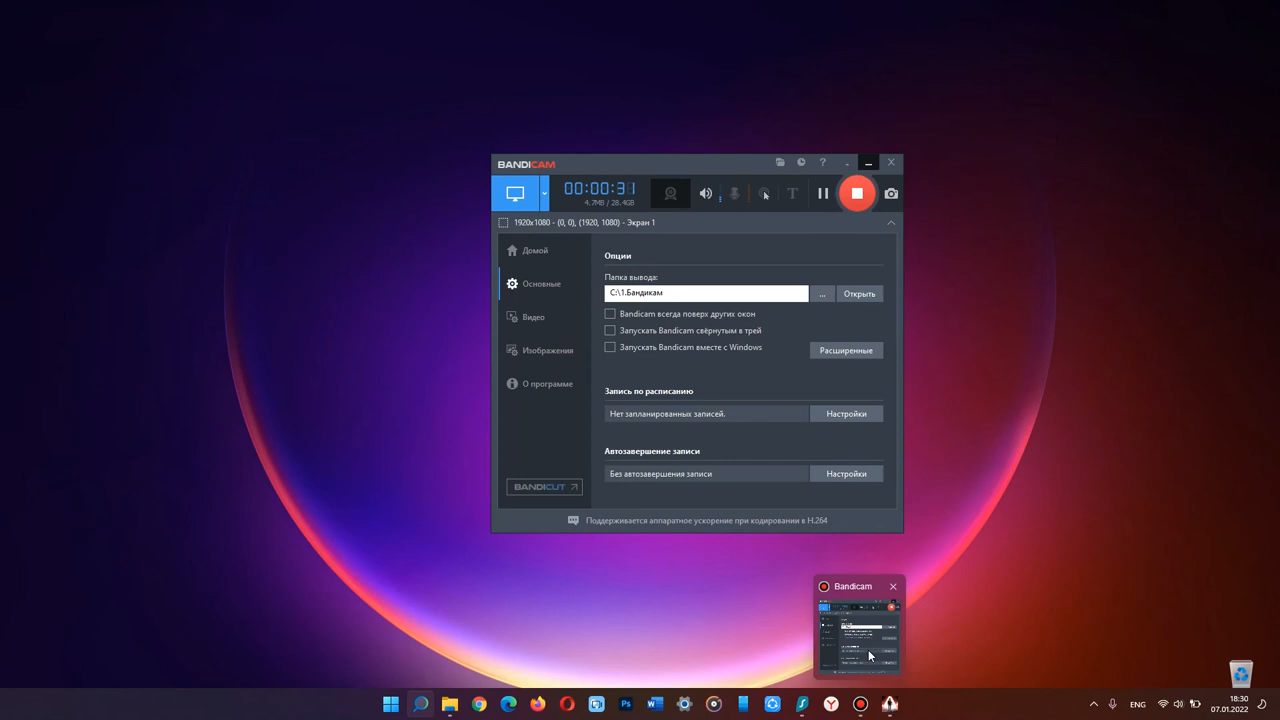 BANDICAM
00:00:31
4.7MB / 28.4GB
1920x1080 - (0, 0), (1920, 1080) - Экран 1
Домой
Основные
Видео
Изображения
О программе
BANDICUT
Опции
Папка вывода:
C:\1.Бандикам
...
Открыть
Bandicam всегда поверх других окон
Запускать Bandicam свёрнутым в трей
Запускать Bandicam вместе с Windows
Расширенные
Запись по расписанию
Нет запланированных записей.
Настройки
Автозавершение записи
Без автозавершения записи
Настройки
Поддерживается аппаратное ускорение при кодировании в H.264
Bandicam
ENG
18:30
07.01.2022